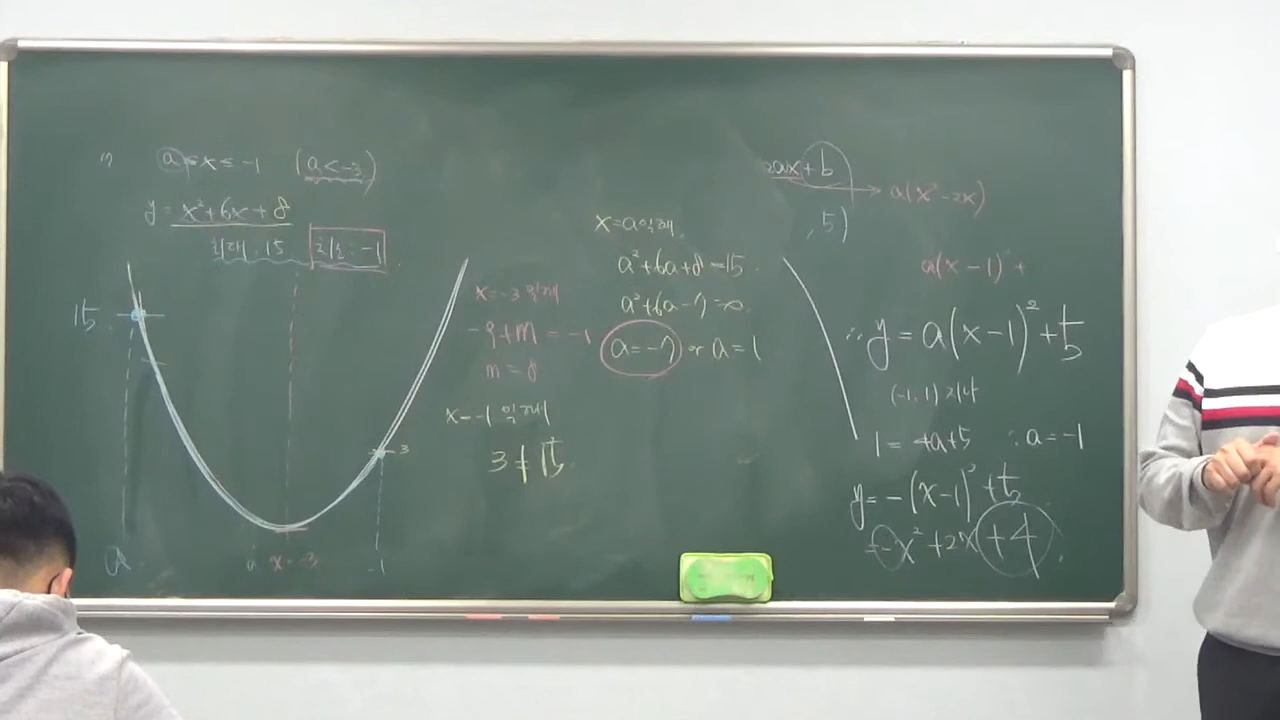 a ≤ x ≤ -1 (a < -3)
y = x²+6x+8
최대 : 15 최소 : -1
15
3
a
x = -3
-1
x = -3 일 때
-9+m = -1
m = 8
x = -1 일 때
3 ≠ 15
x = a 일 때
a²+6a+8 = 15
a²+6a-7 = 0
a = -7 or a = 1
2ax+b
a(x²-2x)
, 5)
a(x-1)² +
∴ y = a(x-1)²+5
(-1, 1) 지나
1 = 4a+5 ∴ a = -1
y = -(x-1)²+5
= -x²+2x+4